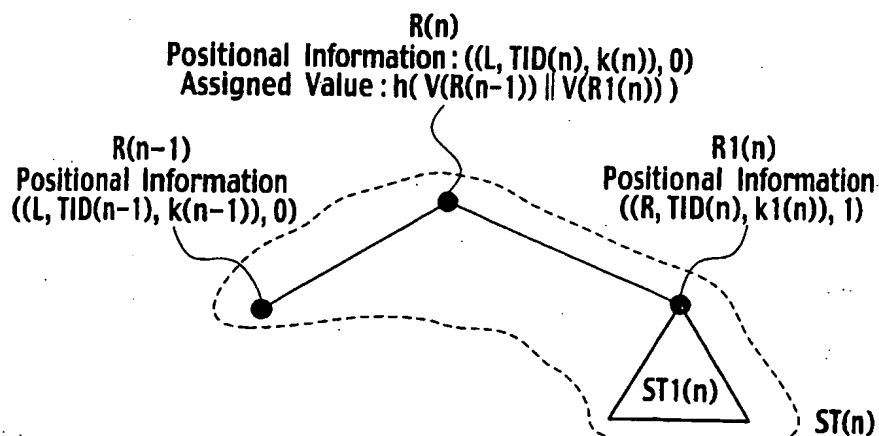 R(n)
Positional Information : ((L, TID(n), k(n)), 0)
Assigned Value : h( V(R(n-1)) || V(R1(n)) )
R(n-1)
Positional Information
((L, TID(n-1), k(n-1)), 0)
R1(n)
Positional Information
((R, TID(n), k1(n)), 1)
ST1(n)
ST(n)